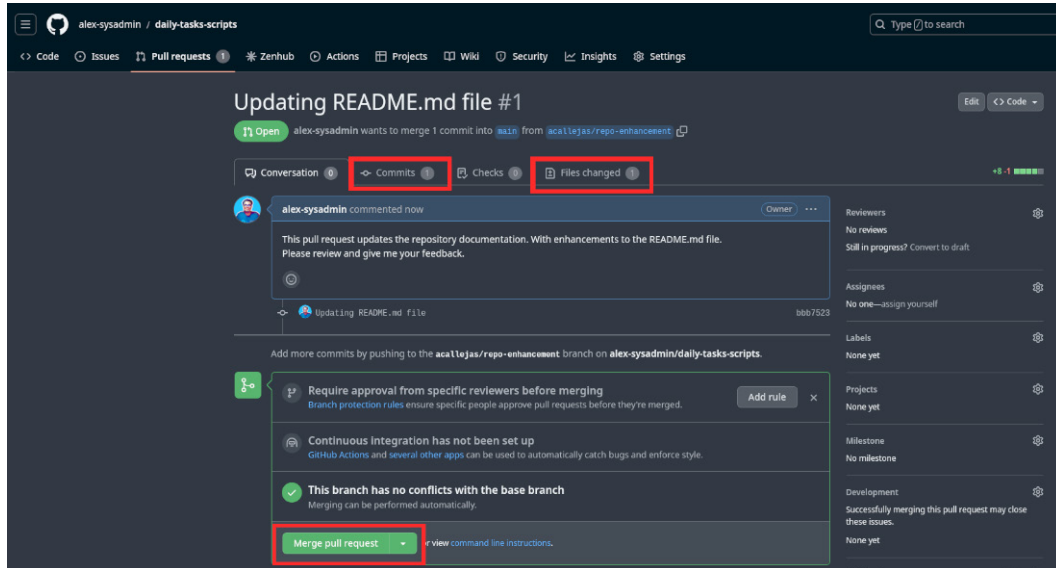 alex-sysadmin / daily-tasks-scripts
Type / to search
<> Code
Issues
Pull requests 1
Zenhub
Actions
Projects
Wiki
Security
Insights
Settings
Updating README.md file #1
Edit
<> Code
Open
alex-sysadmin wants to merge 1 commit into main from acallejas/repo-enhancement
Conversation 0
Commits 1
Checks 0
Files changed 1
+8 -1
alex-sysadmin commented now
Owner
This pull request updates the repository documentation. With enhancements to the README.md file.
Please review and give me your feedback.
Updating README.md file
bbb7523
Add more commits by pushing to the acallejas/repo-enhancement branch on alex-sysadmin/daily-tasks-scripts.
Require approval from specific reviewers before merging
Branch protection rules ensure specific people approve pull requests before they're merged.
Add rule
Continuous integration has not been set up
GitHub Actions and several other apps can be used to automatically catch bugs and enforce style.
This branch has no conflicts with the base branch
Merging can be performed automatically.
Merge pull request
or view command line instructions.
Reviewers
No reviews
Still in progress? Convert to draft
Assignees
No one—assign yourself
Labels
None yet
Projects
None yet
Milestone
No milestone
Development
Successfully merging this pull request may close
these issues.
None yet